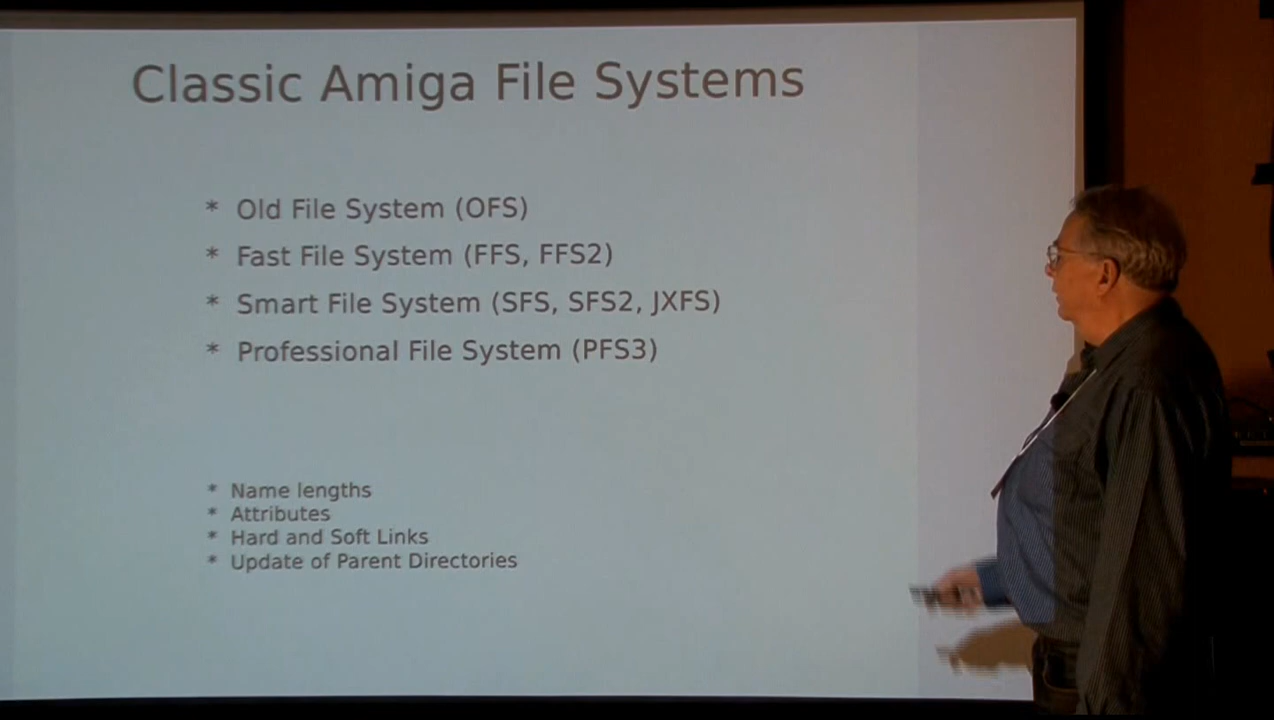 Classic Amiga File Systems
* Old File System (OFS)
* Fast File System (FFS, FFS2)
* Smart File System (SFS, SFS2, JXFS)
* Professional File System (PFS3)
* Name lengths
* Attributes
* Hard and Soft Links
* Update of Parent Directories